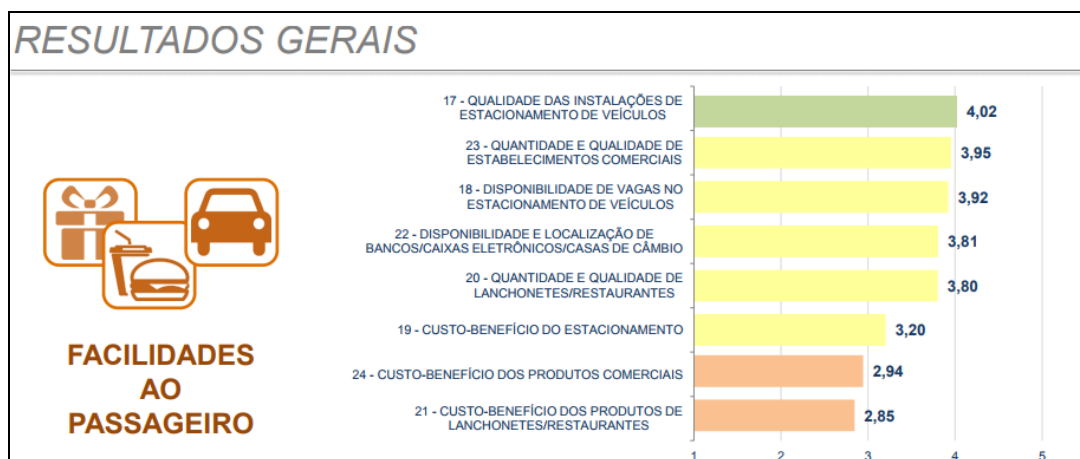 RESULTADOS GERAIS
FACILIDADES
AO
PASSAGEIRO
17 - QUALIDADE DAS INSTALAÇÕES DE
ESTACIONAMENTO DE VEÍCULOS
4,02
23 - QUANTIDADE E QUALIDADE DE
ESTABELECIMENTOS COMERCIAIS
3,95
18 - DISPONIBILIDADE DE VAGAS NO
ESTACIONAMENTO DE VEÍCULOS
3,92
22 - DISPONIBILIDADE E LOCALIZAÇÃO DE
BANCOS/CAIXAS ELETRÔNICOS/CASAS DE CÂMBIO
3,81
20 - QUANTIDADE E QUALIDADE DE
LANCHONETES/RESTAURANTES
3,80
19 - CUSTO-BENEFÍCIO DO ESTACIONAMENTO
3,20
24 - CUSTO-BENEFÍCIO DOS PRODUTOS COMERCIAIS
2,94
21 - CUSTO-BENEFÍCIO DOS PRODUTOS DE
LANCHONETES/RESTAURANTES
2,85
1 2 3 4 5